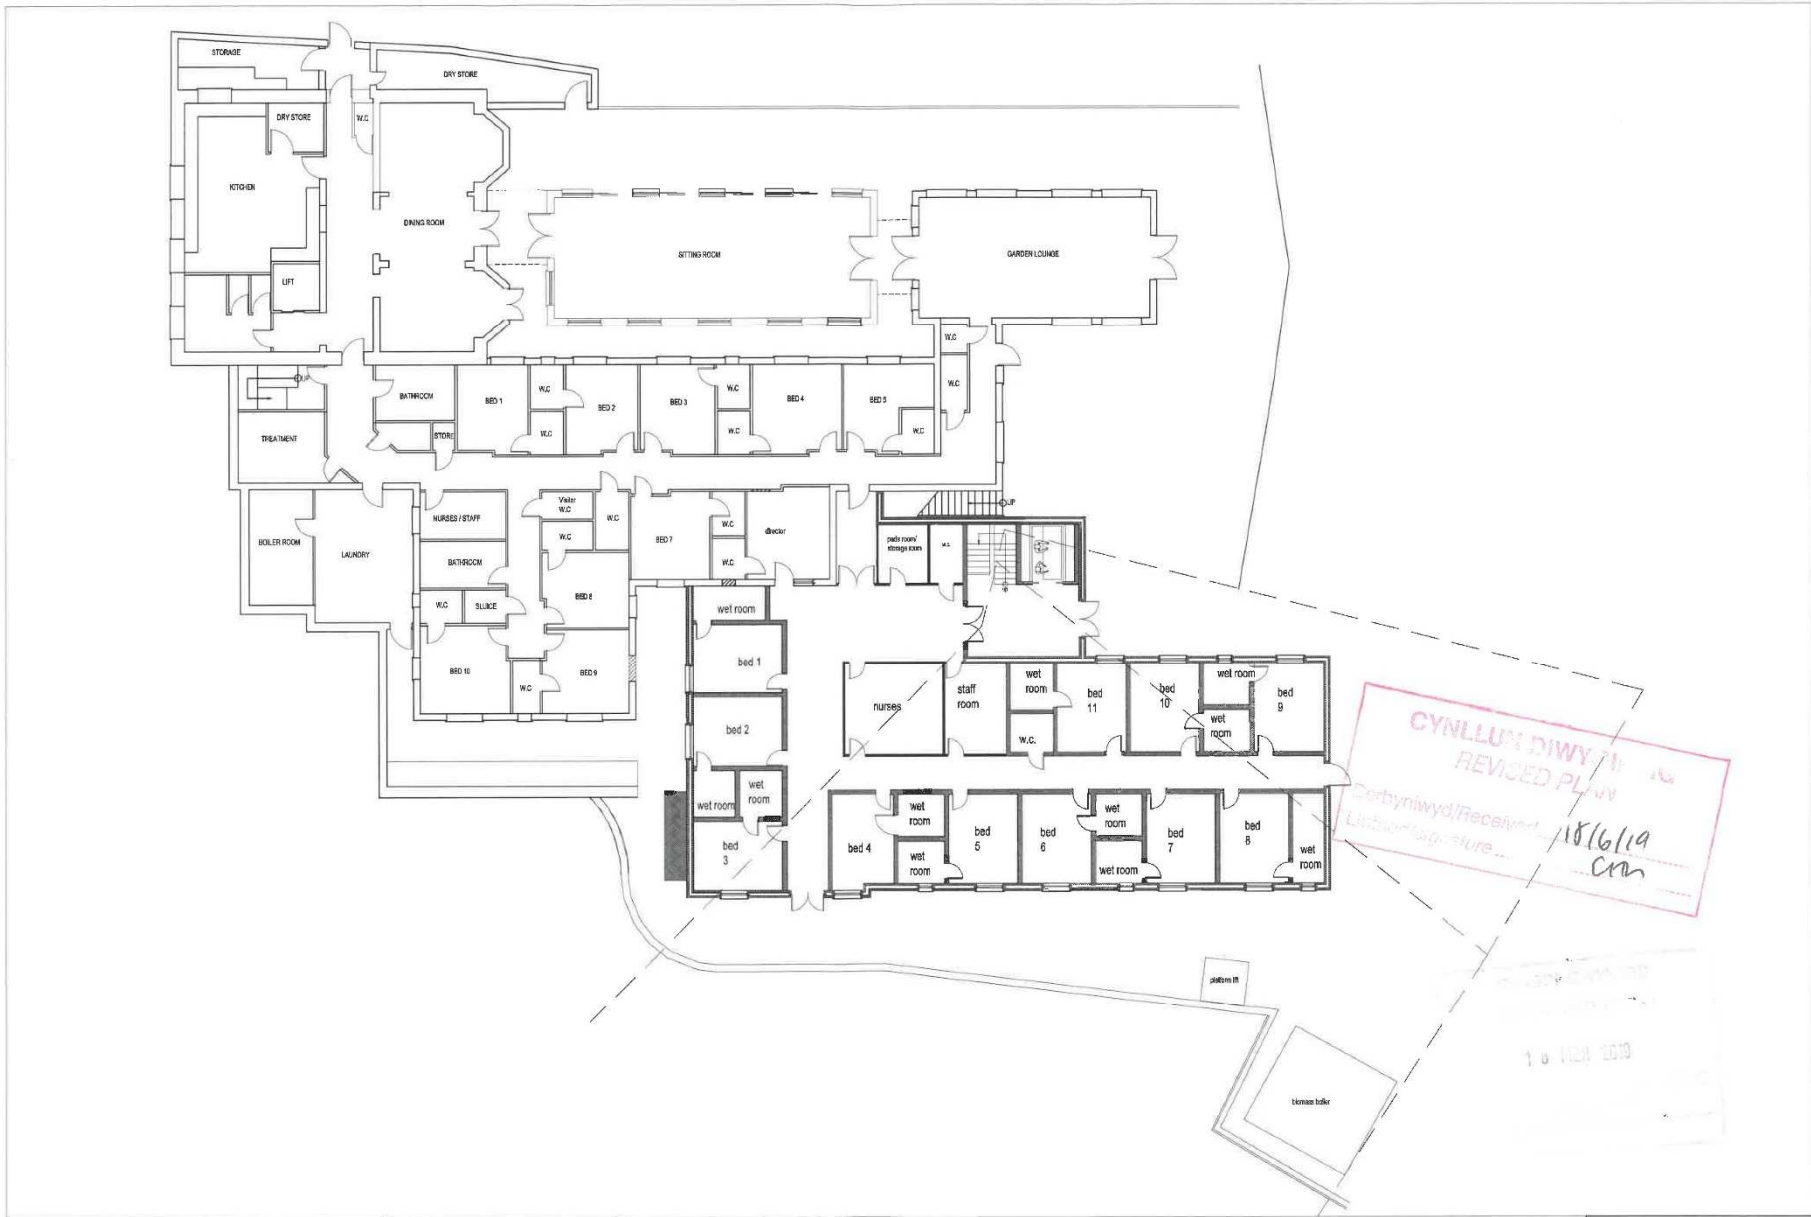 STORAGE
DRY STORE
DRY STORE
W.C
KITCHEN
DINING ROOM
SITTING ROOM
GARDEN LOUNGE
LIFT
W.C
UP
BATHROOM
BED 1
W.C
BED 2
BED 3
W.C
BED 4
BED 5
W.C
TREATMENT
STORE
W.C
W.C
W.C
Visitor
W.C
W.C
NURSES / STAFF
W.C
BED 7
W.C
director
UP
BOILER ROOM
LAUNDRY
BATHROOM
W.C
pads room/
storage room
W.C
SLUICE
BED 8
BED 10
W.C
BED 9
wet room
bed 1
bed 2
wet room
wet
room
bed
3
nurses
staff
room
wet
room
W.C.
bed
11
bed
10
wet room
wet
room
bed
9
bed 4
wet
room
wet
room
bed
5
bed
6
wet
room
wet room
bed
7
bed
8
wet
room
CYNLLUN
REVICED PLAN
Derbyniwyd/Received
18/6/19
platform lift
biomass boiler